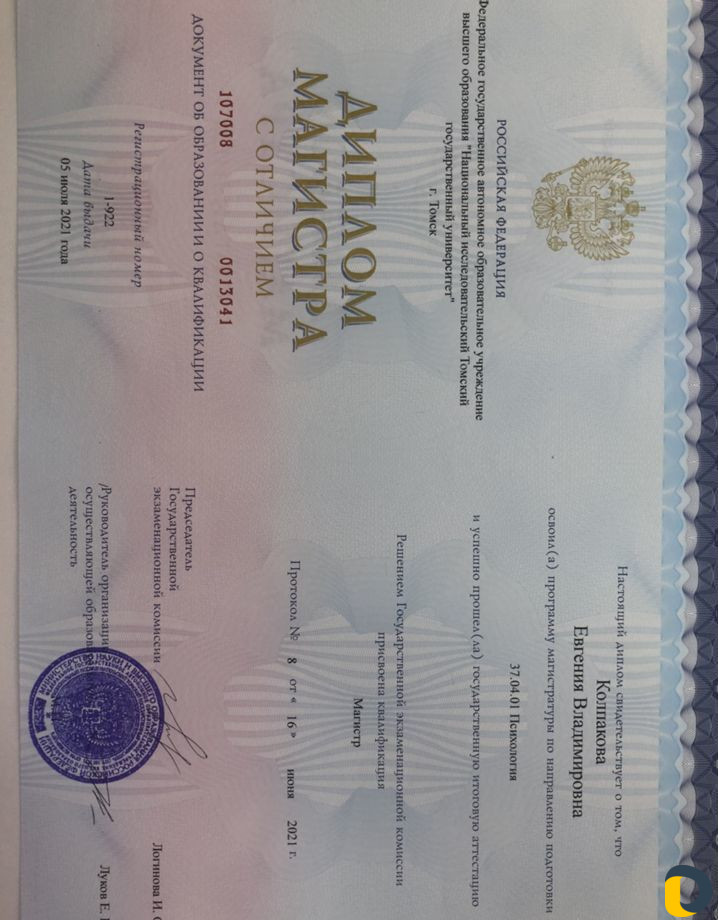 РОССИЙСКАЯ ФЕДЕРАЦИЯ
Федеральное государственное автономное образовательное учреждение
высшего образования "Национальный исследовательский Томский
государственный университет"
г. Томск
ДИПЛОМ
МАГИСТРА
С ОТЛИЧИЕМ
107008 0013041
ДОКУМЕНТ ОБ ОБРАЗОВАНИИ И О КВАЛИФИКАЦИИ
Регистрационный номер
1-922
Дата выдачи
05 июля 2021 года
Настоящий диплом свидетельствует о том, что
Колпакова
Евгения Владимировна
освоил(а) программу магистратуры по направлению подготовки
37.04.01 Психология
и успешно прошел(ла) государственную итоговую аттестацию
Решением Государственной экзаменационной комиссии
присвоена квалификация
Магистр
Протокол № 8 от « 16 » июня 2021 г.
Председатель
Государственной
экзаменационной комиссии
Логинова И.
/Руководитель организации
осуществляющей
деятельность
Луков Е.